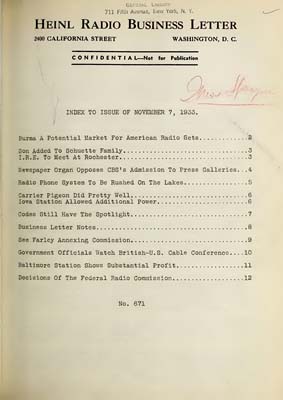 GENERAL LIBRARY
711 Fifth Avenue, New York, N. Y.
HEINL RADIO BUSINESS LETTER
2400 CALIFORNIA STREET WASHINGTON, D. C.
CONFIDENTIAL—Not for Publication
Miss
INDEX TO ISSUE OF NOVEMBER 7, 1933.
Burma A Potential Market For American Radio Sets............2
Son Added To Schuette Family................................3
I.R.E. To Meet At Rochester.................................3
Newspaper Organ Opposes CBS's Admission To Press Galleries...4
Radio Phone System To Be Rushed On The Lakes................5
Carrier Pigeon Did Pretty Well..............................6
Iowa Station Allowed Additional Power.......................6
Codes Still Have The Spotlight..............................7
Business Letter Notes.......................................8
See Farley Annexing Commission..............................9
Government Officials Watch British-U.S. Cable Conference....10
Baltimore Station Shows Substantial Profit..................11
Decisions Of The Federal Radio Commission...................12
No. 671